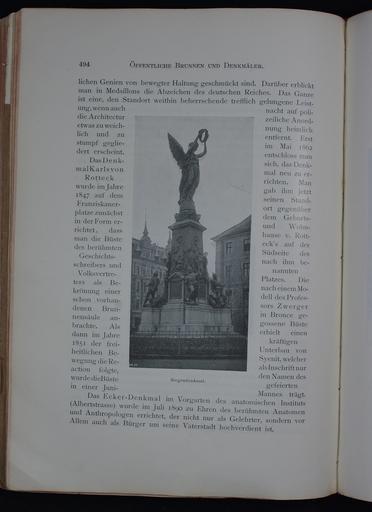 494 ÖFFENTLICHE BRUNNEN UND DENKMÄLER.
lichen Genien von bewegter Haltung geschmückt sind. Darüber erblickt
man in Medaillons die Abzeichen des deutschen Reiches. Das Ganze
ist eine, den Standort weithin beherrschende trefflich gelungene Leist-
ung, wenn auch
die Architectur
etwas zu weich-
lich und zu
stumpf geglie-
dert erscheint.
Das Denk-
mal Karls von
Rotteck
wurde im Jahre
1847 auf dem
Franziskaner-
platze zunächst
in der Form er-
richtet, dass
man die Büste
des berühmten
Geschichts-
schreibers und
Volksvertre-
ters als Be-
krönung einer
schon vorhan-
denen Brun-
nensäule an-
brachte. Als
dann im Jahre
1851 der frei-
heitlichen Be-
wegung die Re-
action folgte,
wurde die Büste
in einer Juni-
nacht auf poli-
zeiliche Anord-
nung heimlich
entfernt. Erst
im Mai 1862
entschloss man
sich, das Denk-
mal neu zu er-
richten. Man
gab ihm jetzt
seinen Stand-
ort gegenüber
dem Geburts-
und Wohn-
hause v. Rott-
eck's auf der
Insel des
nach ihm be-
nannten
Platzes. Die
nach einem Mo-
dell des Profes-
sors Zwerger
in Bronce ge-
gossene Büste
erhielt einen
kräftigen
Unterbau von
Syenit, welcher
als Inschrift nur
den Namen des
gefeierten
Mannes trägt.
Siegesdenkmal.
Das Ecker-Denkmal im Vorgarten des anatomischen Instituts
(Albertstrasse) wurde im Juli 1890 zu Ehren des berühmten Anatomen
und Anthropologen errichtet, der nicht nur als Gelehrter, sondern vor
Allem auch als Bürger um seine Vaterstadt hochverdient ist.